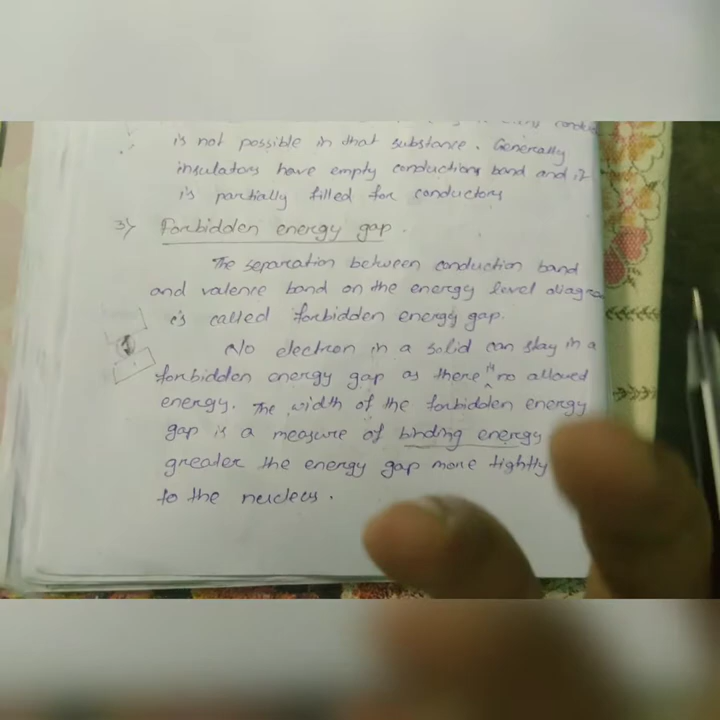 is not possible in that substance. Generally
insulators have empty conduction band and it
is partially filled for conductors
3) Forbidden energy gap.
The separation between conduction band
and valence band on the energy level diagram
is called forbidden energy gap.
No electron in a solid can stay in a
forbidden energy gap as there is no allowed
energy. The width of the forbidden energy
gap is a measure of binding energy
greater the energy gap more tightly
to the nucleus.